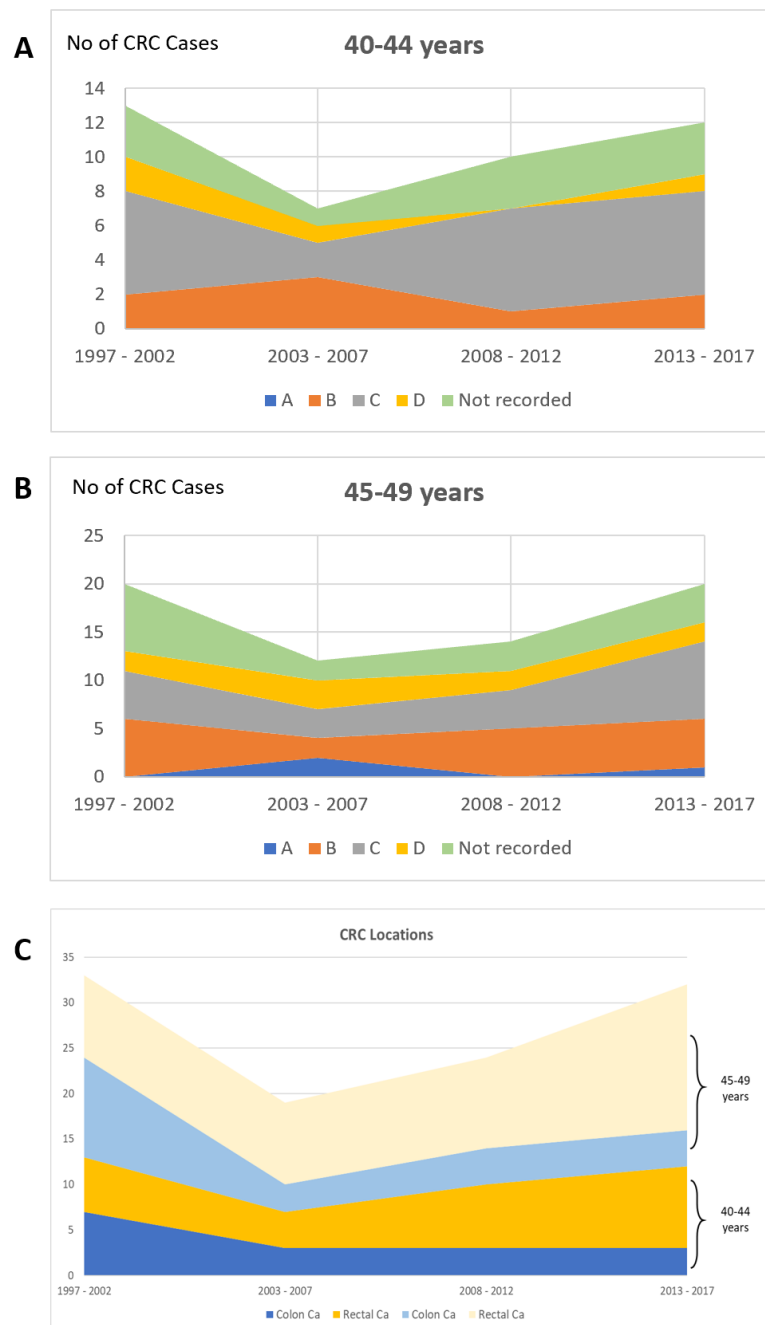 A
No of CRC Cases
40-44 years
14
12
10
8
6
4
2
0
1997 - 2002
2003 - 2007
2008 - 2012
2013 - 2017
A B C D Not recorded
B
No of CRC Cases
45-49 years
25
20
15
10
5
0
1997 - 2002
2003 - 2007
2008 - 2012
2013 - 2017
A B C D Not recorded
C
CRC Locations
35
30
25
20
15
10
5
0
45-49
years
40-44
years
1997 - 2002
2003 - 2007
2008 - 2012
2013 - 2017
Colon Ca Rectal Ca Colon Ca Rectal Ca